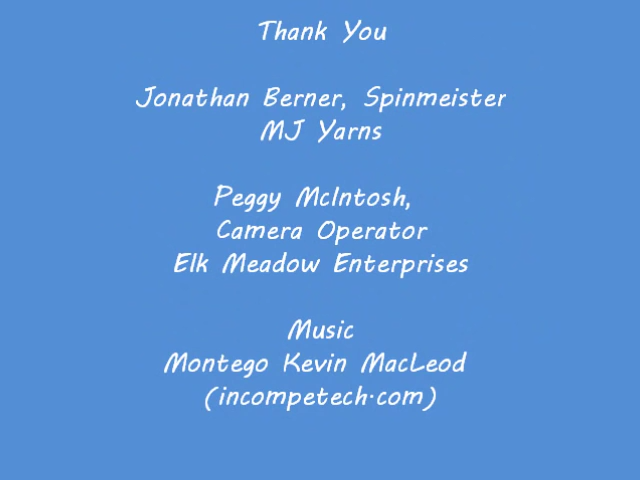 Thank You
Jonathan Berner, Spinmeister
MJ Yarns
Peggy McIntosh,
Camera Operator
Elk Meadow Enterprises
Music
Montego Kevin MacLeod
(incompetech.com)